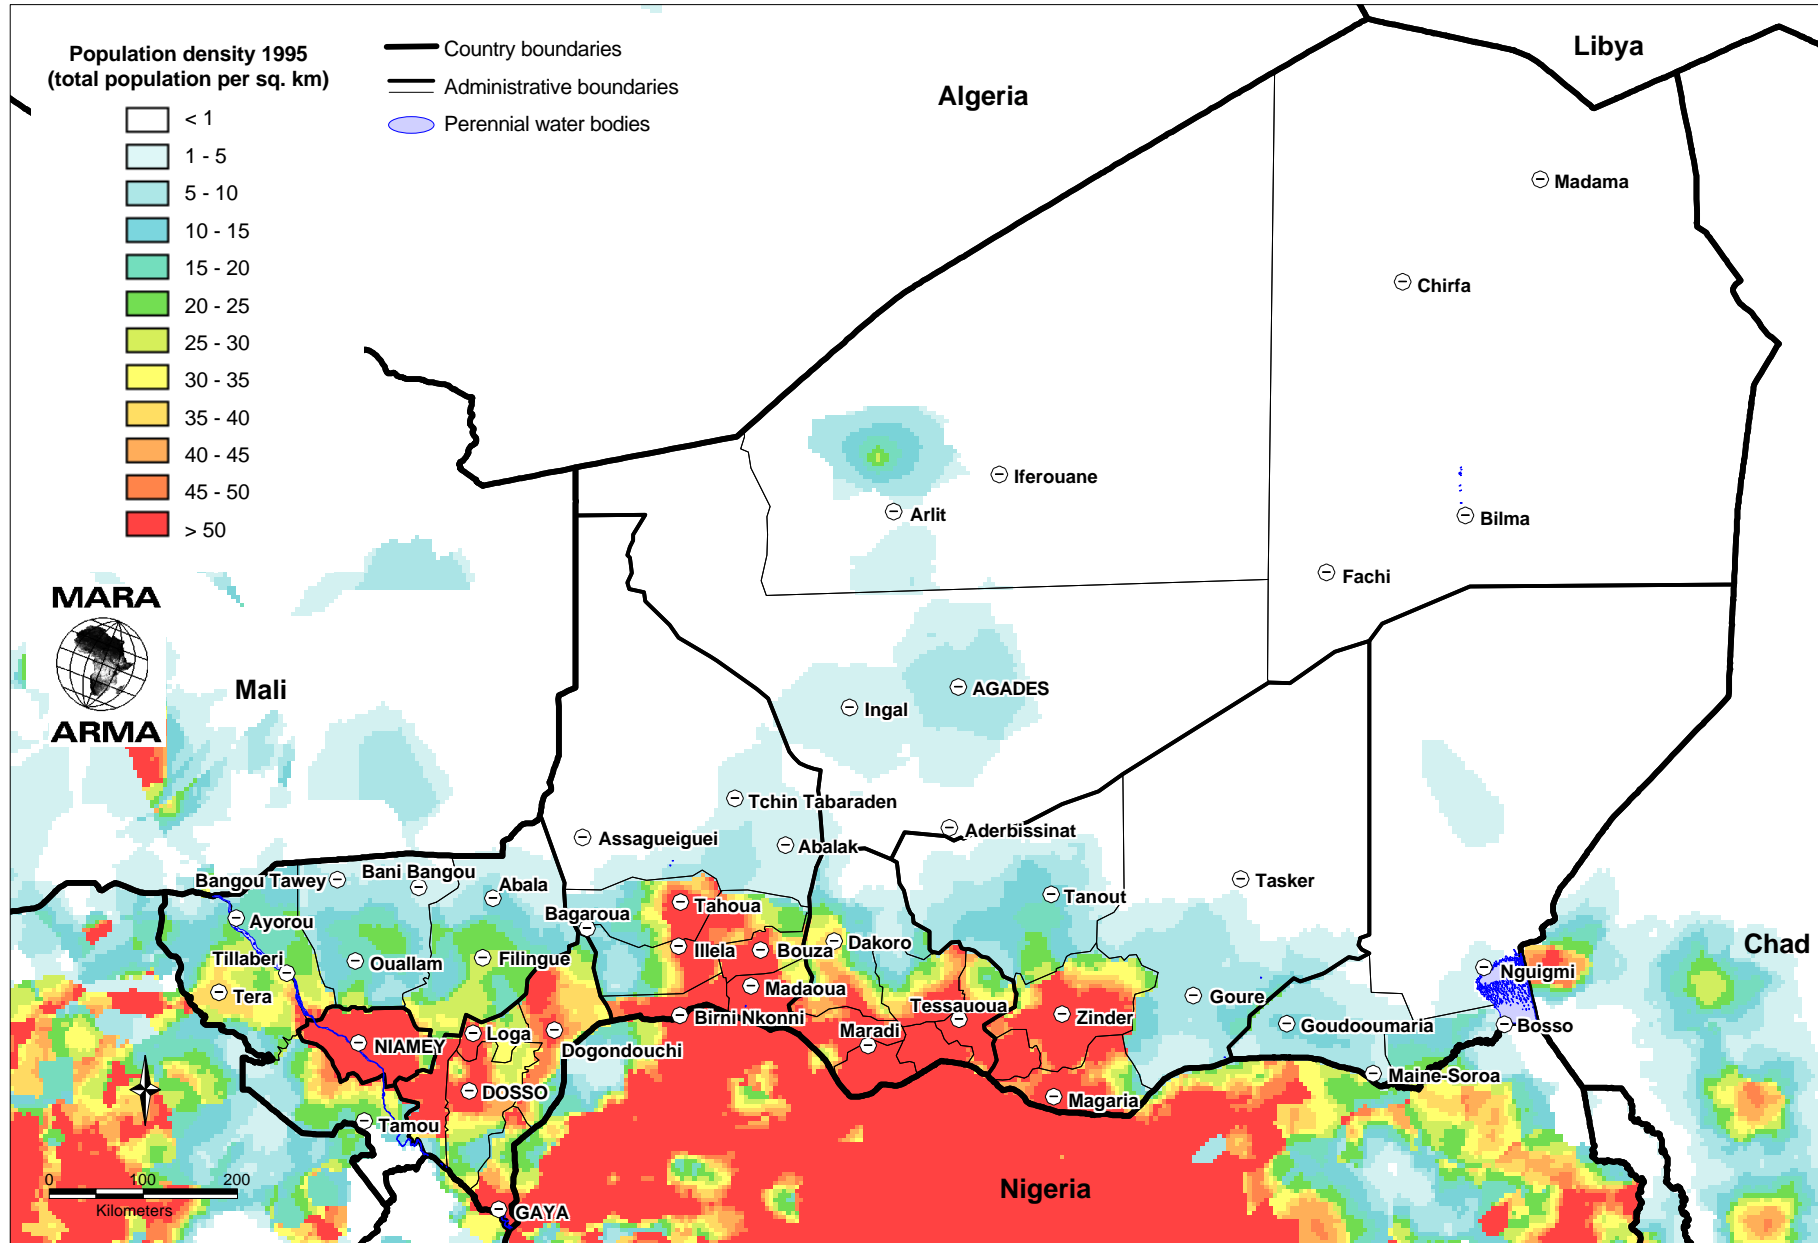 Population density 1995
(total population per sq. km)
< 1
1 - 5
5 - 10
10 - 15
15 - 20
20 - 25
25 - 30
30 - 35
35 - 40
40 - 45
45 - 50
> 50
Country boundaries
Administrative boundaries
Perennial water bodies
Algeria
Libya
Madama
Chirfa
Iferouane
Arlit
Bilma
Fachi
MARA
ARMA
Mali
AGADES
Ingal
Tchin Tabaraden
Assagueiguei
Abalak
Aderbissinat
Bangou Tawey
Bani Bangou
Abala
Tasker
Tanout
Tahoua
Bagaroua
Ayorou
Dakoro
Illela
Bouza
Chad
Tillaberi
Ouallam
Filingue
Nguigmi
Madaoua
Tera
Goure
Tessauoua
Birni Nkonni
Zinder
Goudooumaria
Bosso
Maradi
Loga
NIAMEY
Dogondouchi
Maine-Soroa
DOSSO
Magaria
Tamou
0 100 200
Kilometers
Nigeria
GAYA